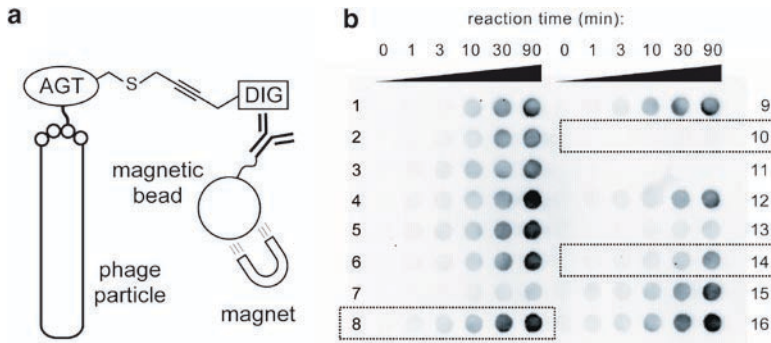 a
AGT
S
DIG
magnetic
bead
phage
particle
magnet
b
reaction time (min):
0 1 3 10 30 90 0 1 3 10 30 90
1 9
2 10
3 11
4 12
5 13
6 14
7 15
8 16